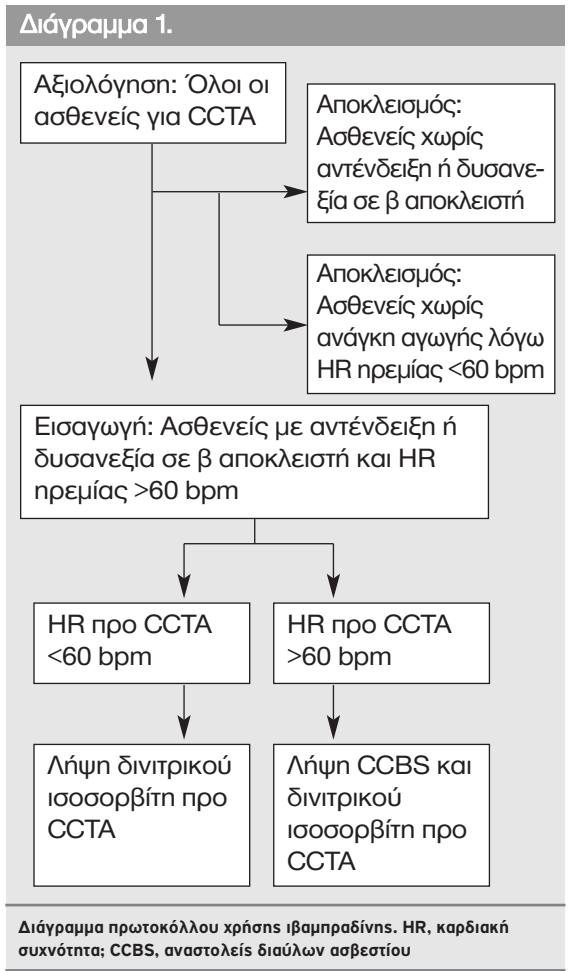 Διάγραμμα 1.
Αξιολόγηση: Όλοι οι
ασθενείς για CCTA
Αποκλεισμός:
Ασθενείς χωρίς
αντένδειξη ή δυσανε-
ξία σε β αποκλειστή
Αποκλεισμός:
Ασθενείς χωρίς
ανάγκη αγωγής λόγω
HR ηρεμίας <60 bpm
Εισαγωγή: Ασθενείς με αντένδειξη ή
δυσανεξία σε β αποκλειστή και HR
ηρεμίας >60 bpm
HR προ CCTA
<60 bpm
HR προ CCTA
>60 bpm
Λήψη δινιτρικού
ισοσορβίτη προ
CCTA
Λήψη CCBS και
δινιτρικού
ισοσορβίτη προ
CCTA
Διάγραμμα πρωτοκόλλου χρήσης ιβαμπραδίνης. HR, καρδιακή
συχνότητα; CCBS, αναστολείς διαύλων ασβεστίου